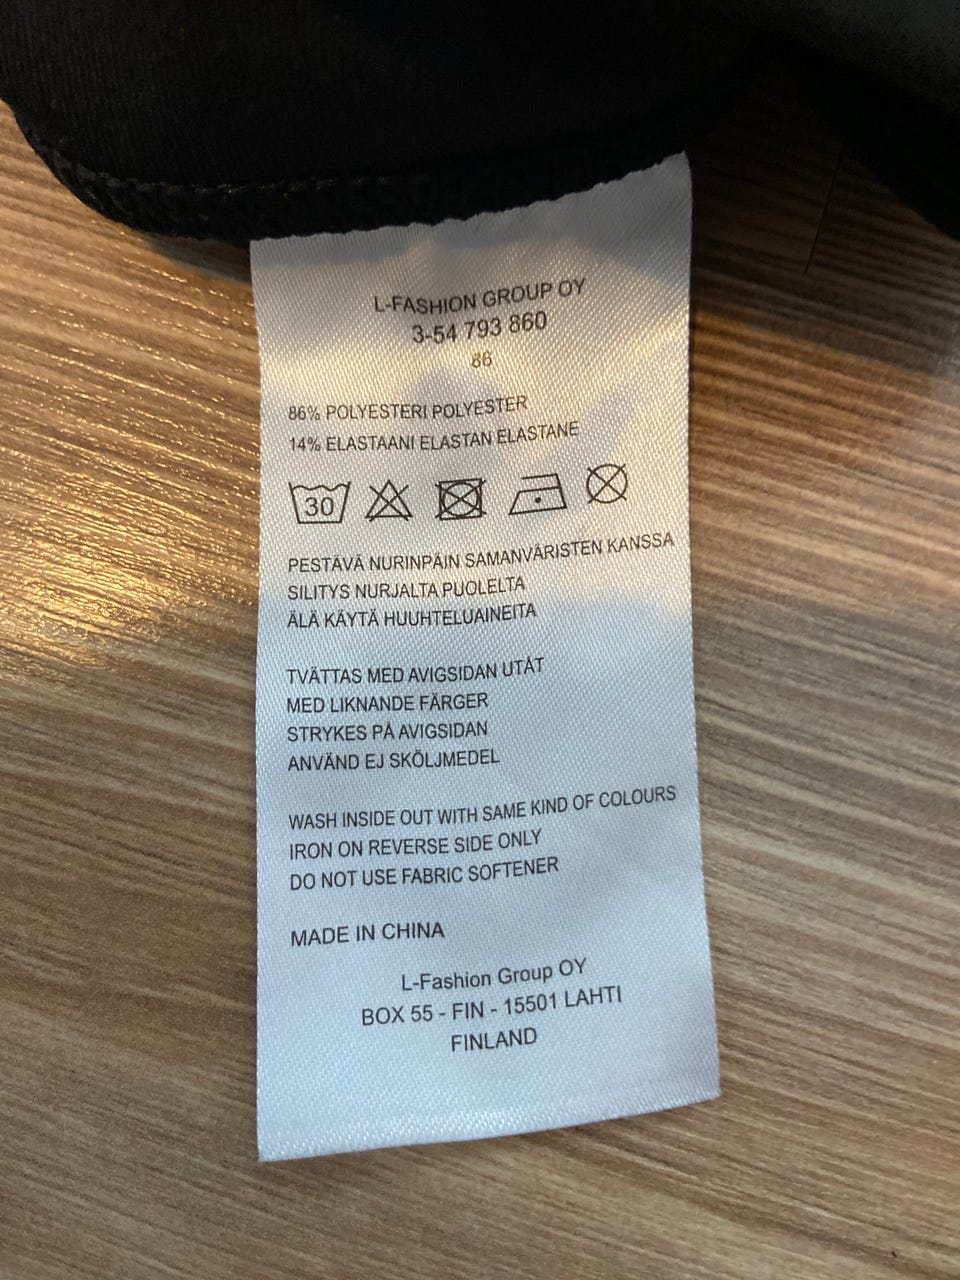 L-FASHION GROUP OY
3-54 793 860
86
86% POLYESTERI POLYESTER
14% ELASTAANI ELASTAN ELASTANE
30
PESTÄVÄ NURINPÄIN SAMANVÄRISTEN KANSSA
SILITYS NURJALTA PUOLELTA
ÄLÄ KÄYTÄ HUUHTELUAINEITA
TVÄTTAS MED AVIGSIDAN UTÅT
MED LIKNANDE FÄRGER
STRYKES PÅ AVIGSIDAN
ANVÄND EJ SKÖLJMEDEL
WASH INSIDE OUT WITH SAME KIND OF COLOURS
IRON ON REVERSE SIDE ONLY
DO NOT USE FABRIC SOFTENER
MADE IN CHINA
L-Fashion Group OY
BOX 55 - FIN - 15501 LAHTI
FINLAND